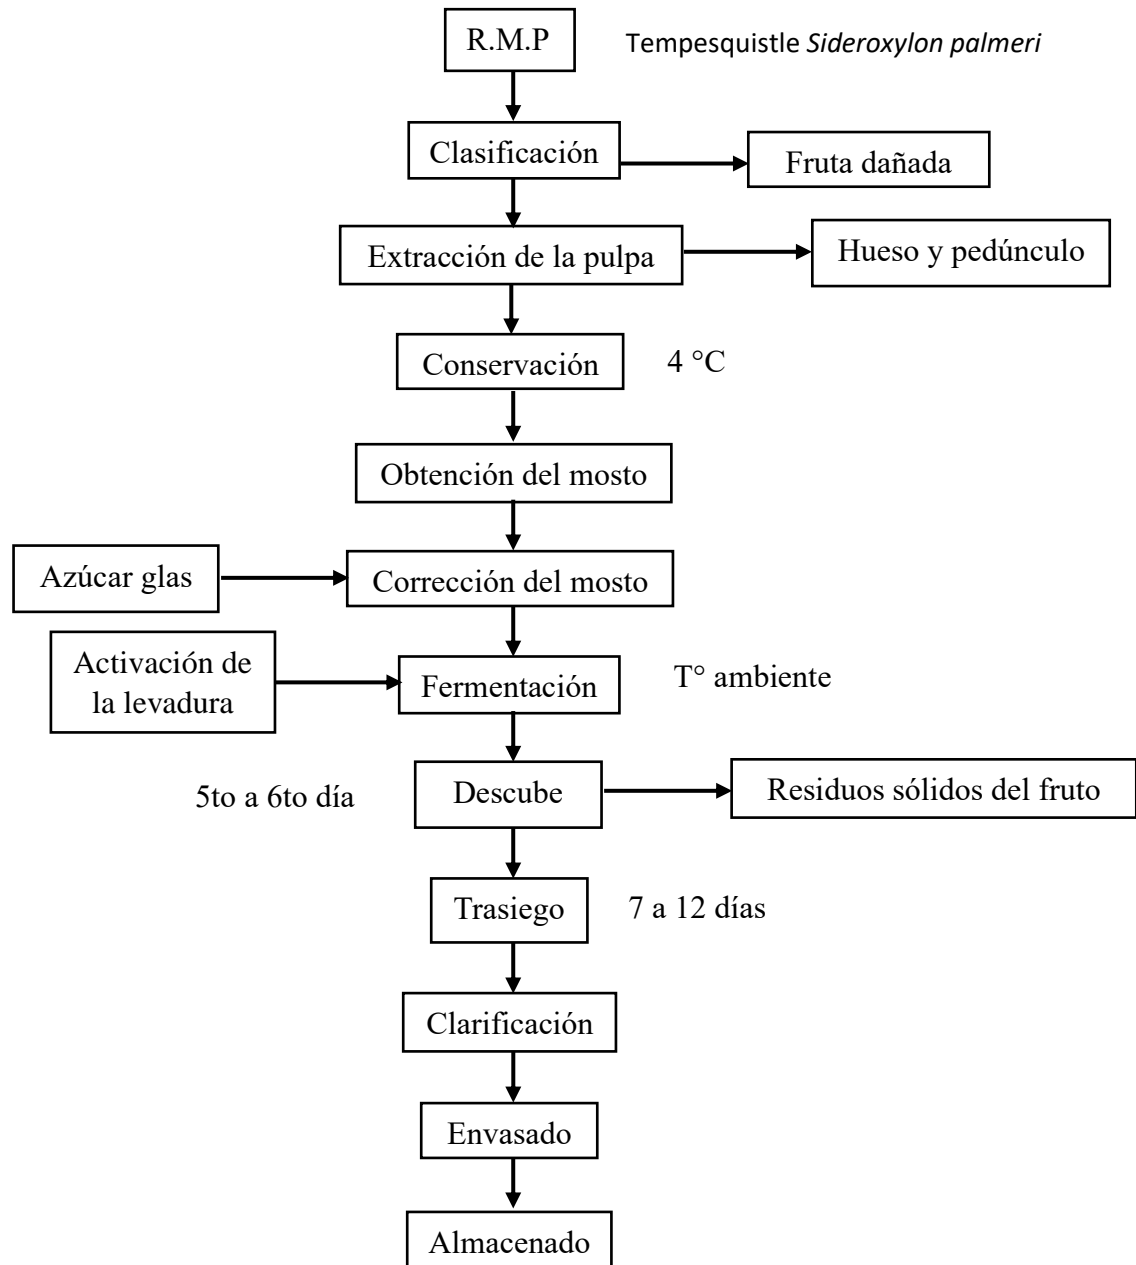 R.M.P
Tempesquistle Sideroxylon palmeri
Clasificación
Fruta dañada
Extracción de la pulpa
Hueso y pedúnculo
Conservación
4 °C
Obtención del mosto
Azúcar glas
Corrección del mosto
Activación de
la levadura
Fermentación
T° ambiente
5to a 6to día
Descube
Residuos sólidos del fruto
Trasiego
7 a 12 días
Clarificación
Envasado
Almacenado